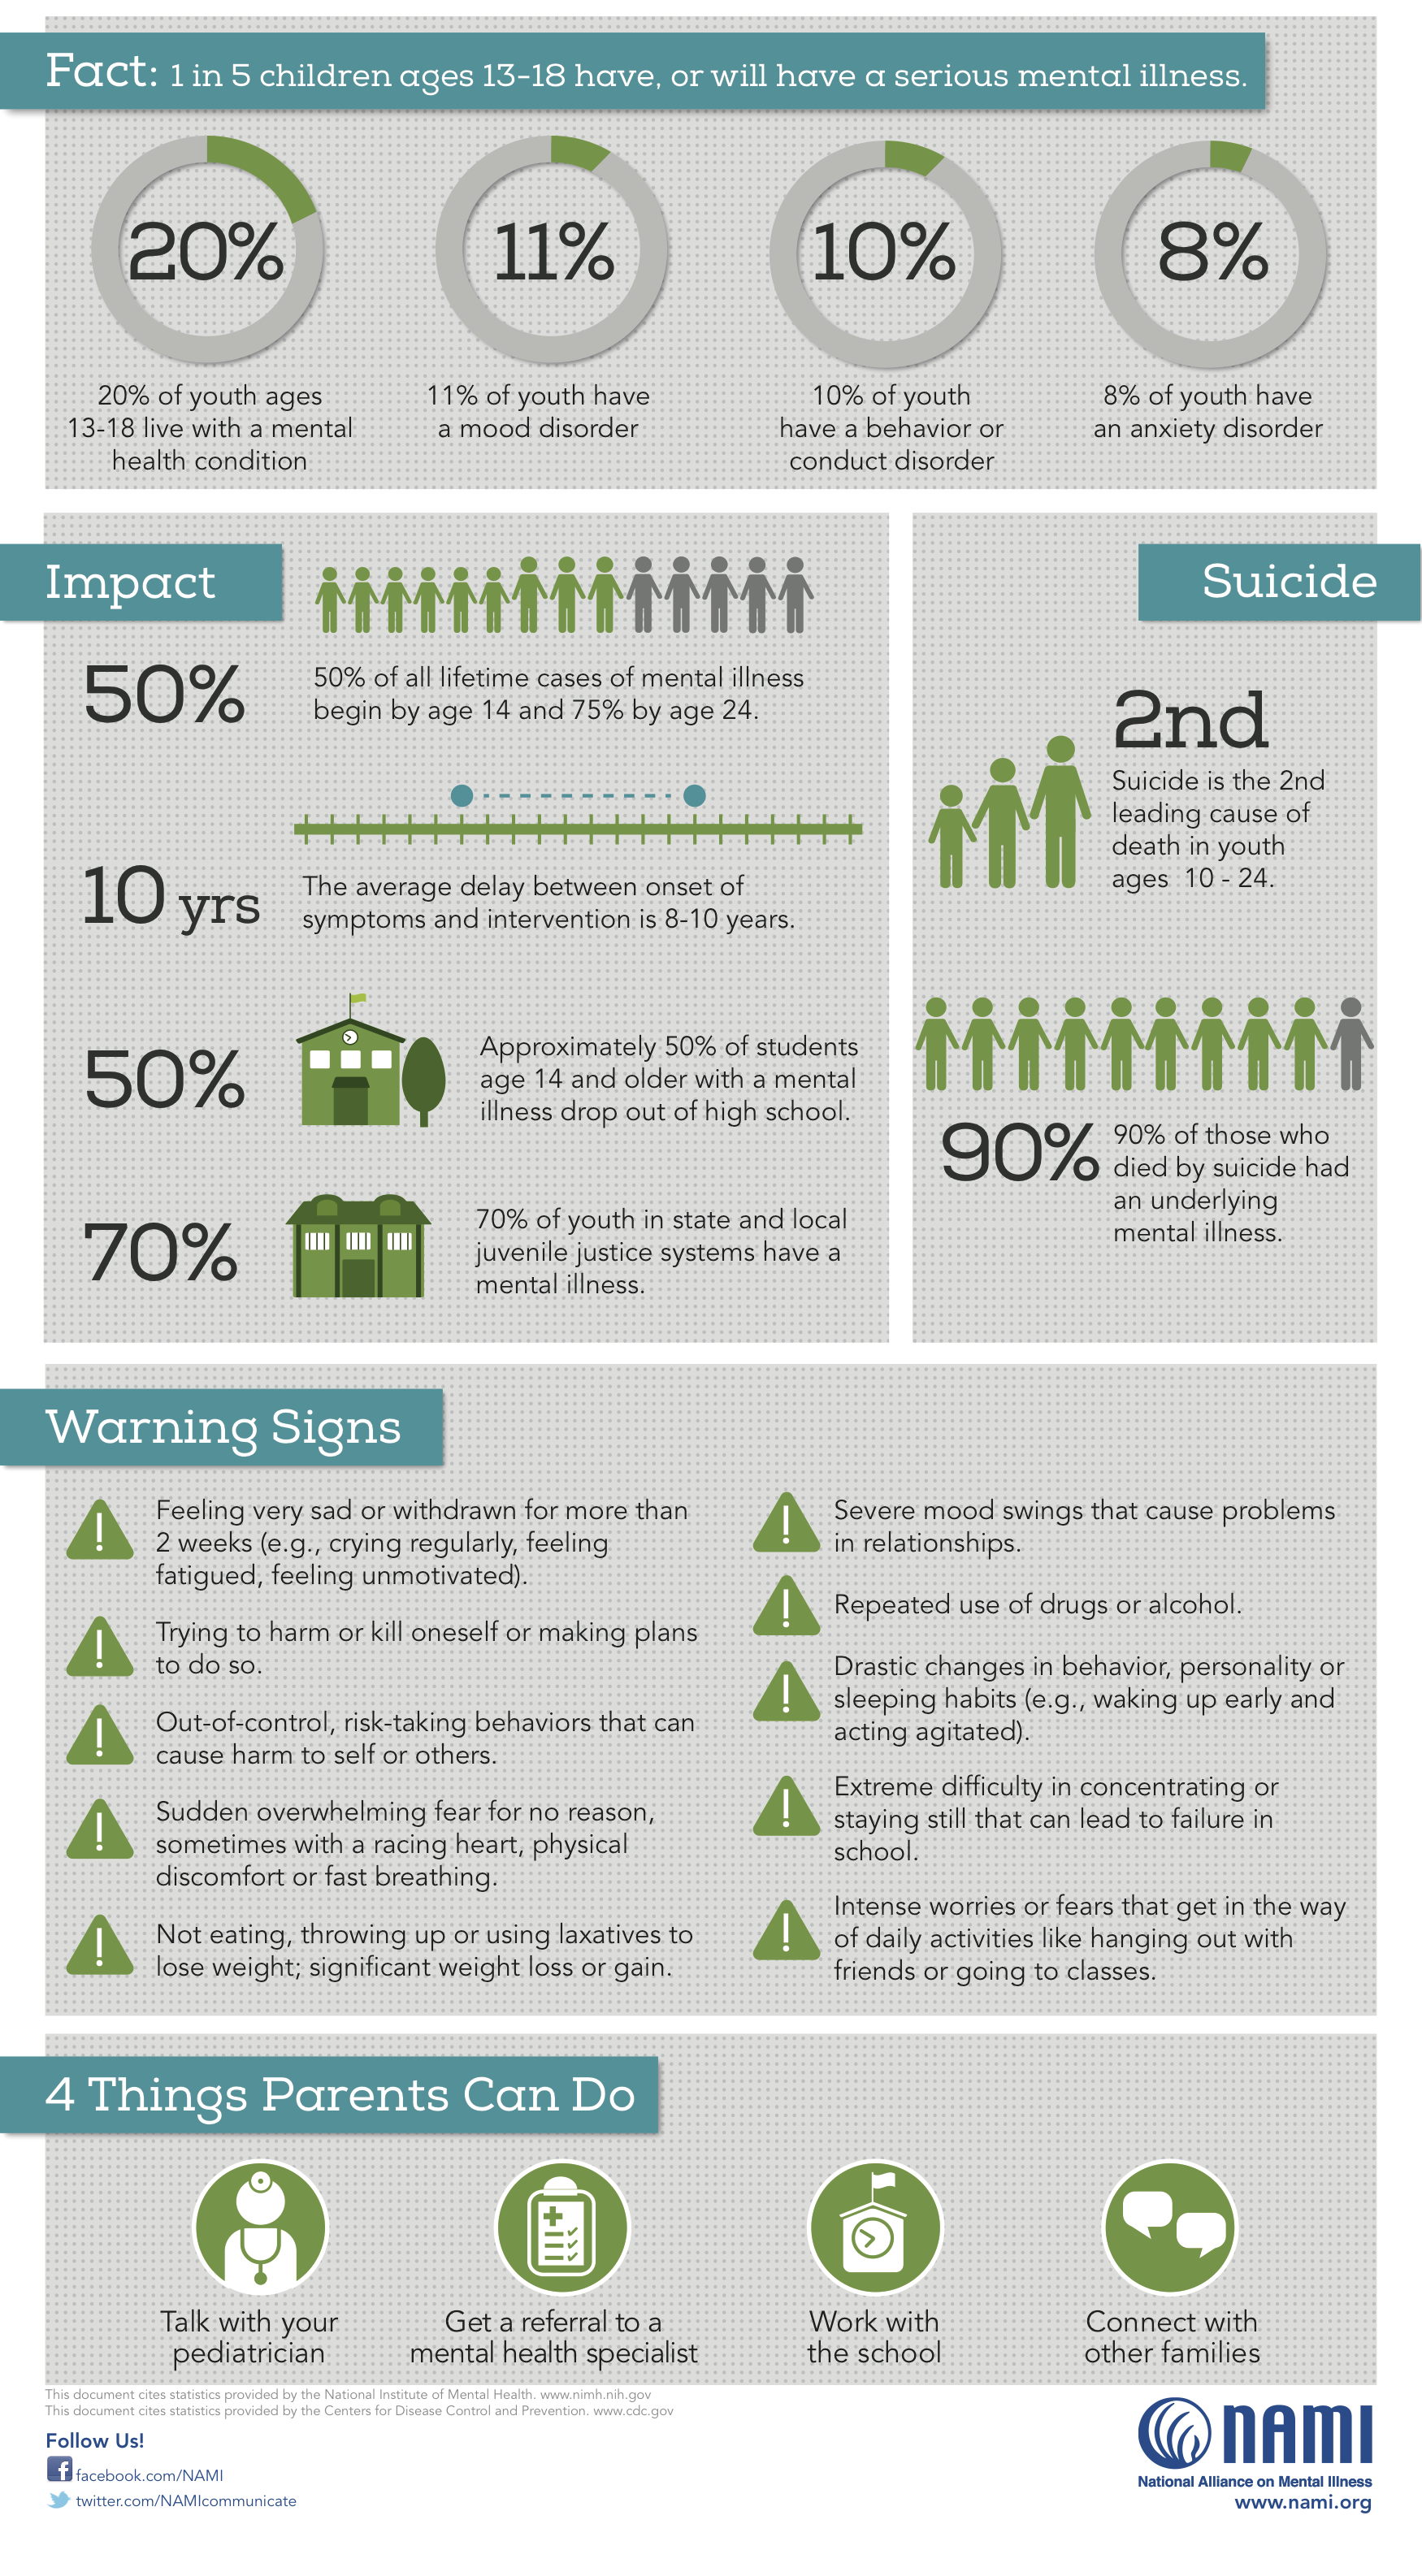 Fact: 1 in 5 children ages 13-18 have, or will have a serious mental illness.
20%
11%
10%
8%
20% of youth ages
13-18 live with a mental
health condition
11% of youth have
a mood disorder
10% of youth
have a behavior or
conduct disorder
8% of youth have
an anxiety disorder
Impact
50%
50% of all lifetime cases of mental illness
begin by age 14 and 75% by age 24.
10 yrs
The average delay between onset of
symptoms and intervention is 8-10 years.
50%
Approximately 50% of students
age 14 and older with a mental
illness drop out of high school.
70%
70% of youth in state and local
juvenile justice systems have a
mental illness.
Suicide
2nd
Suicide is the 2nd
leading cause of
death in youth
ages 10 - 24.
90%
90% of those who
died by suicide had
an underlying
mental illness.
Warning Signs
Feeling very sad or withdrawn for more than
2 weeks (e.g., crying regularly, feeling
fatigued, feeling unmotivated).
Trying to harm or kill oneself or making plans
to do so.
Out-of-control, risk-taking behaviors that can
cause harm to self or others.
Sudden overwhelming fear for no reason,
sometimes with a racing heart, physical
discomfort or fast breathing.
Not eating, throwing up or using laxatives to
lose weight; significant weight loss or gain.
Severe mood swings that cause problems
in relationships.
Repeated use of drugs or alcohol.
Drastic changes in behavior, personality or
sleeping habits (e.g., waking up early and
acting agitated).
Extreme difficulty in concentrating or
staying still that can lead to failure in
school.
Intense worries or fears that get in the way
of daily activities like hanging out with
friends or going to classes.
4 Things Parents Can Do
Talk with your
pediatrician
Get a referral to a
mental health specialist
Work with
the school
Connect with
other families
This document cites statistics provided by the National Institute of Mental Health. www.nimh.nih.gov
This document cites statistics provided by the Centers for Disease Control and Prevention. www.cdc.gov
Follow Us!
facebook.com/NAMI
twitter.com/NAMIcommunicate
NAMI
National Alliance on Mental Illness
www.nami.org